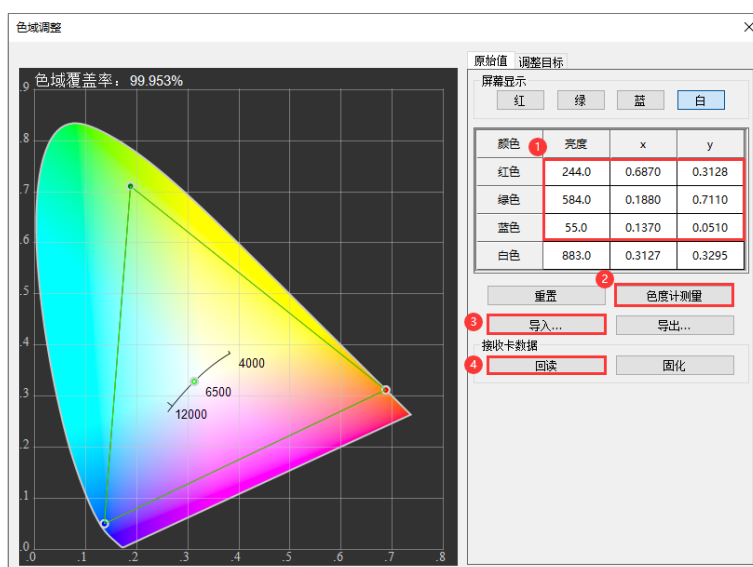 色域调整
原始值 调整目标
色域覆盖率：99.953%
屏幕显示
红 绿 蓝 白
颜色 1 亮度 x y
红色 244.0 0.6870 0.3128
绿色 584.0 0.1880 0.7110
蓝色 55.0 0.1370 0.0510
白色 883.0 0.3127 0.3295
2
重置 色度计测量
3 导入... 导出...
接收卡数据
4 回读 固化
.9
.8
.7
.6
.5
.4
.3
.2
.1
.0
4000
6500
12000
.0 .1 .2 .3 .4 .5 .6 .7 .8